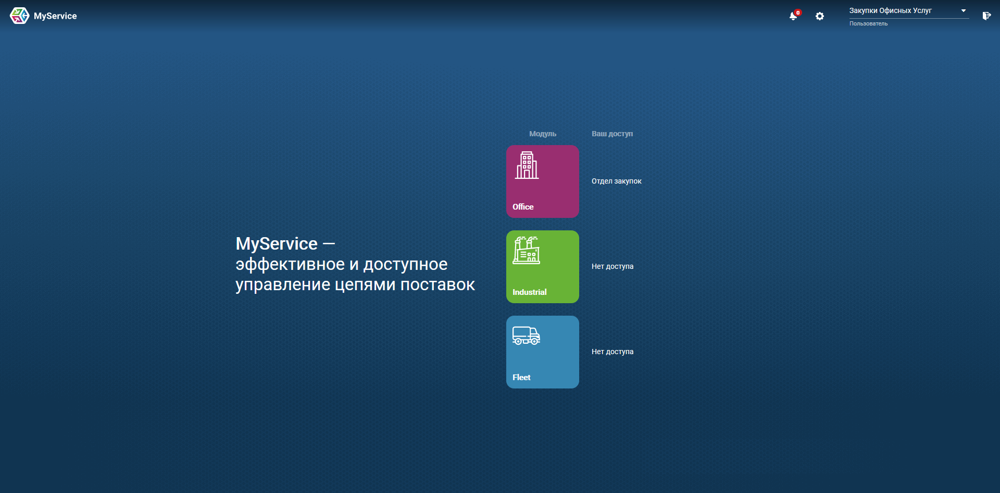 MyService
0
Закупки Офисных Услуг
Пользователь
Модуль
Ваш доступ
Office
Отдел закупок
MyService —
эффективное и доступное
управление цепями поставок
Industrial
Нет доступа
Fleet
Нет доступа